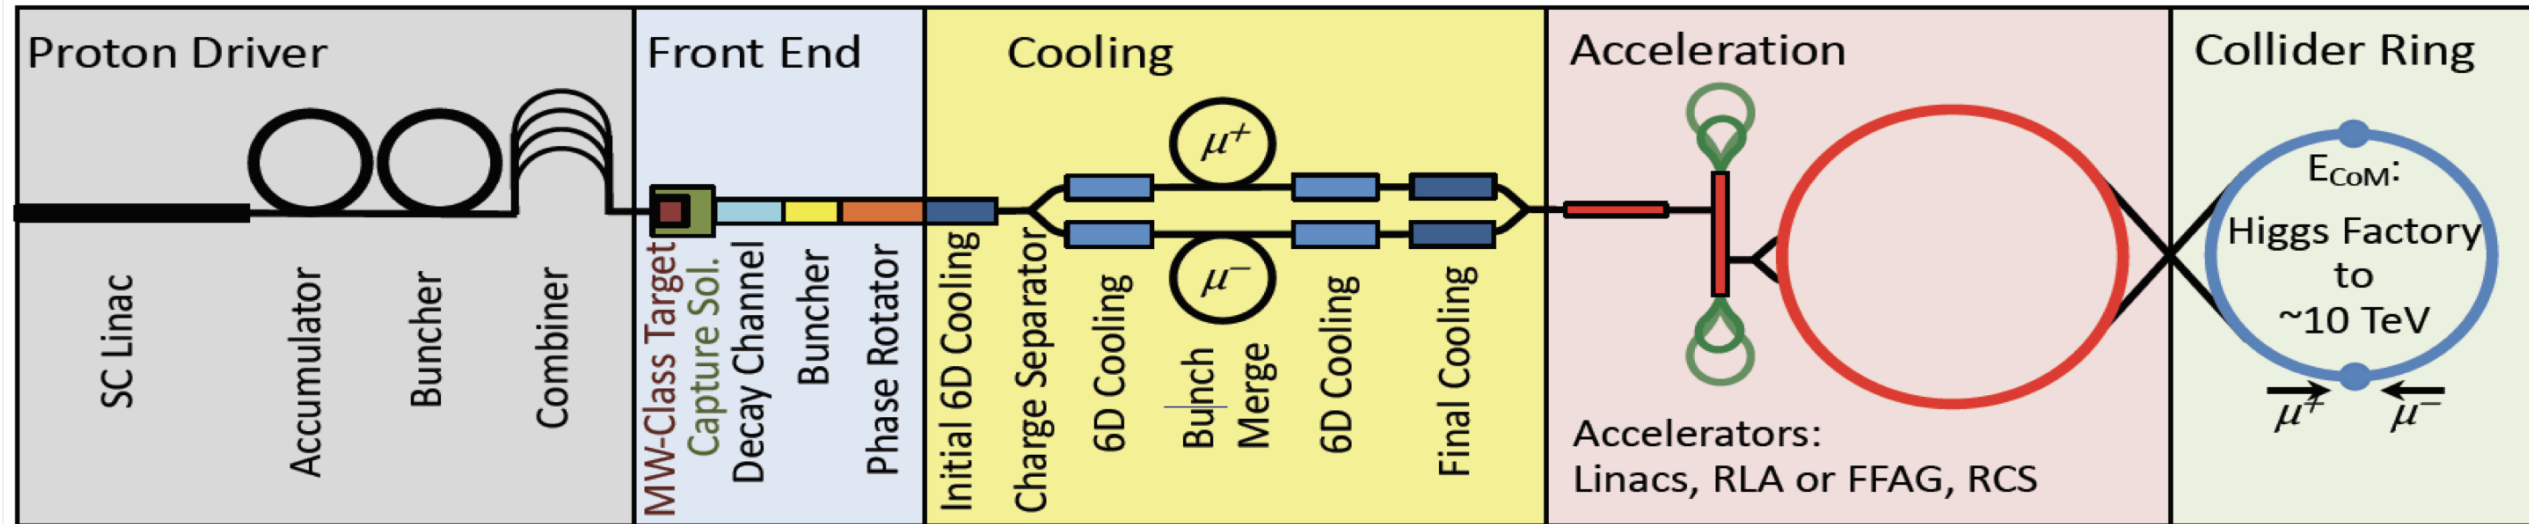 Proton Driver
SC Linac
Accumulator
Buncher
Combiner
Front End
MW-Class Target
Capture Sol.
Decay Channel
Buncher
Phase Rotator
Cooling
Initial 6D Cooling
Charge Separator
6D Cooling
μ+
μ−
Bunch
Merge
6D Cooling
Final Cooling
Acceleration
Accelerators:
Linacs, RLA or FFAG, RCS
Collider Ring
ECoM:
Higgs Factory
to
~10 TeV
μ+ μ−